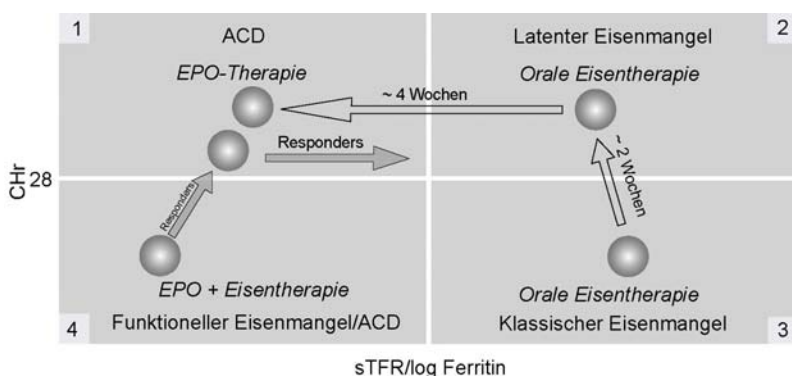 1
ACD
EPO-Therapie
Latenter Eisenmangel
2
Orale Eisentherapie
~ 4 Wochen
Responders
~ 2 Wochen
CHr
28
Responders
EPO + Eisentherapie
Orale Eisentherapie
4
Funktioneller Eisenmangel/ACD
Klassischer Eisenmangel
3
sTFR/log Ferritin